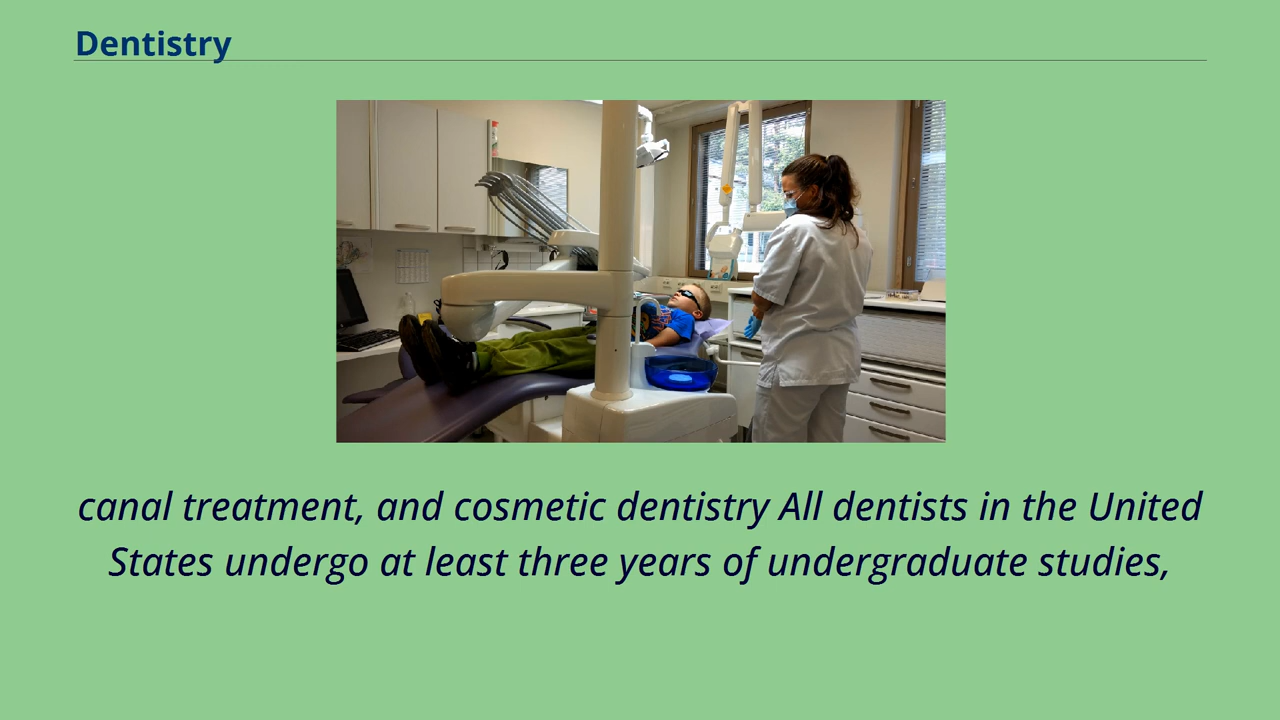 Dentistry
canal treatment, and cosmetic dentistry All dentists in the United
States undergo at least three years of undergraduate studies,